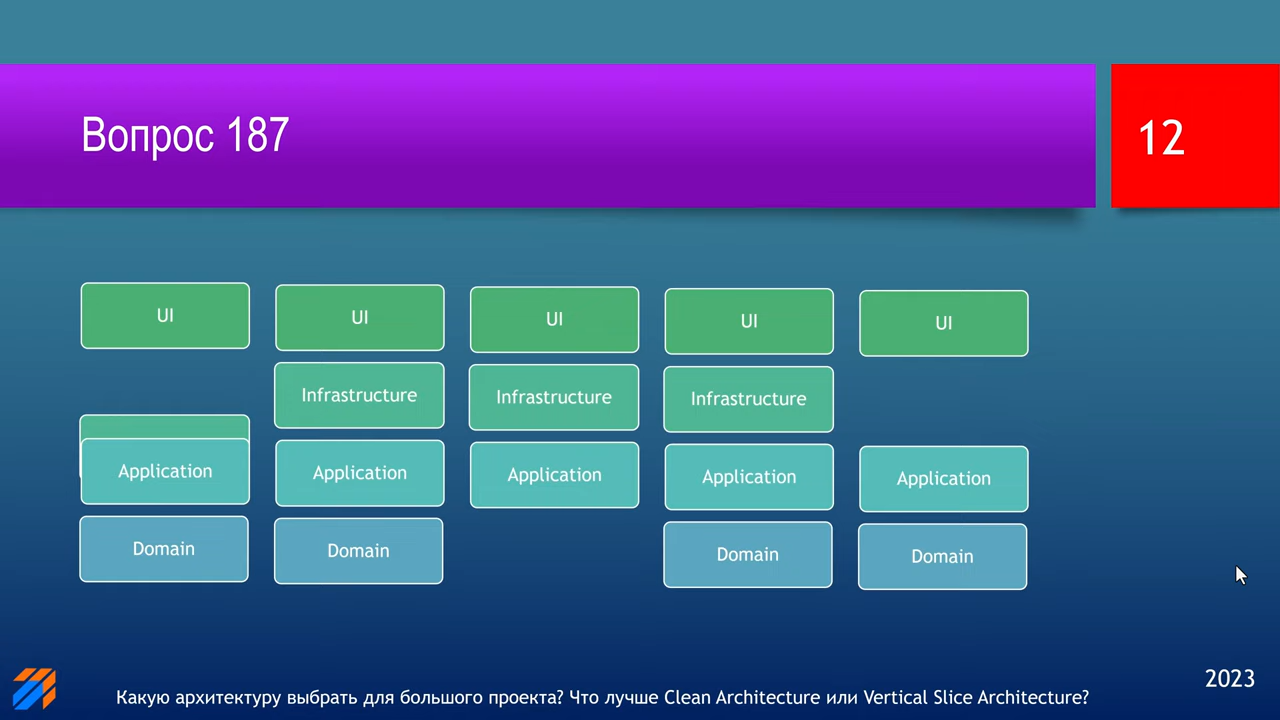 Вопрос 187
12
UI UI UI UI UI
Infrastructure Infrastructure Infrastructure
Application Application Application Application Application
Domain Domain Domain Domain
2023
Какую архитектуру выбрать для большого проекта? Что лучше Clean Architecture или Vertical Slice Architecture?